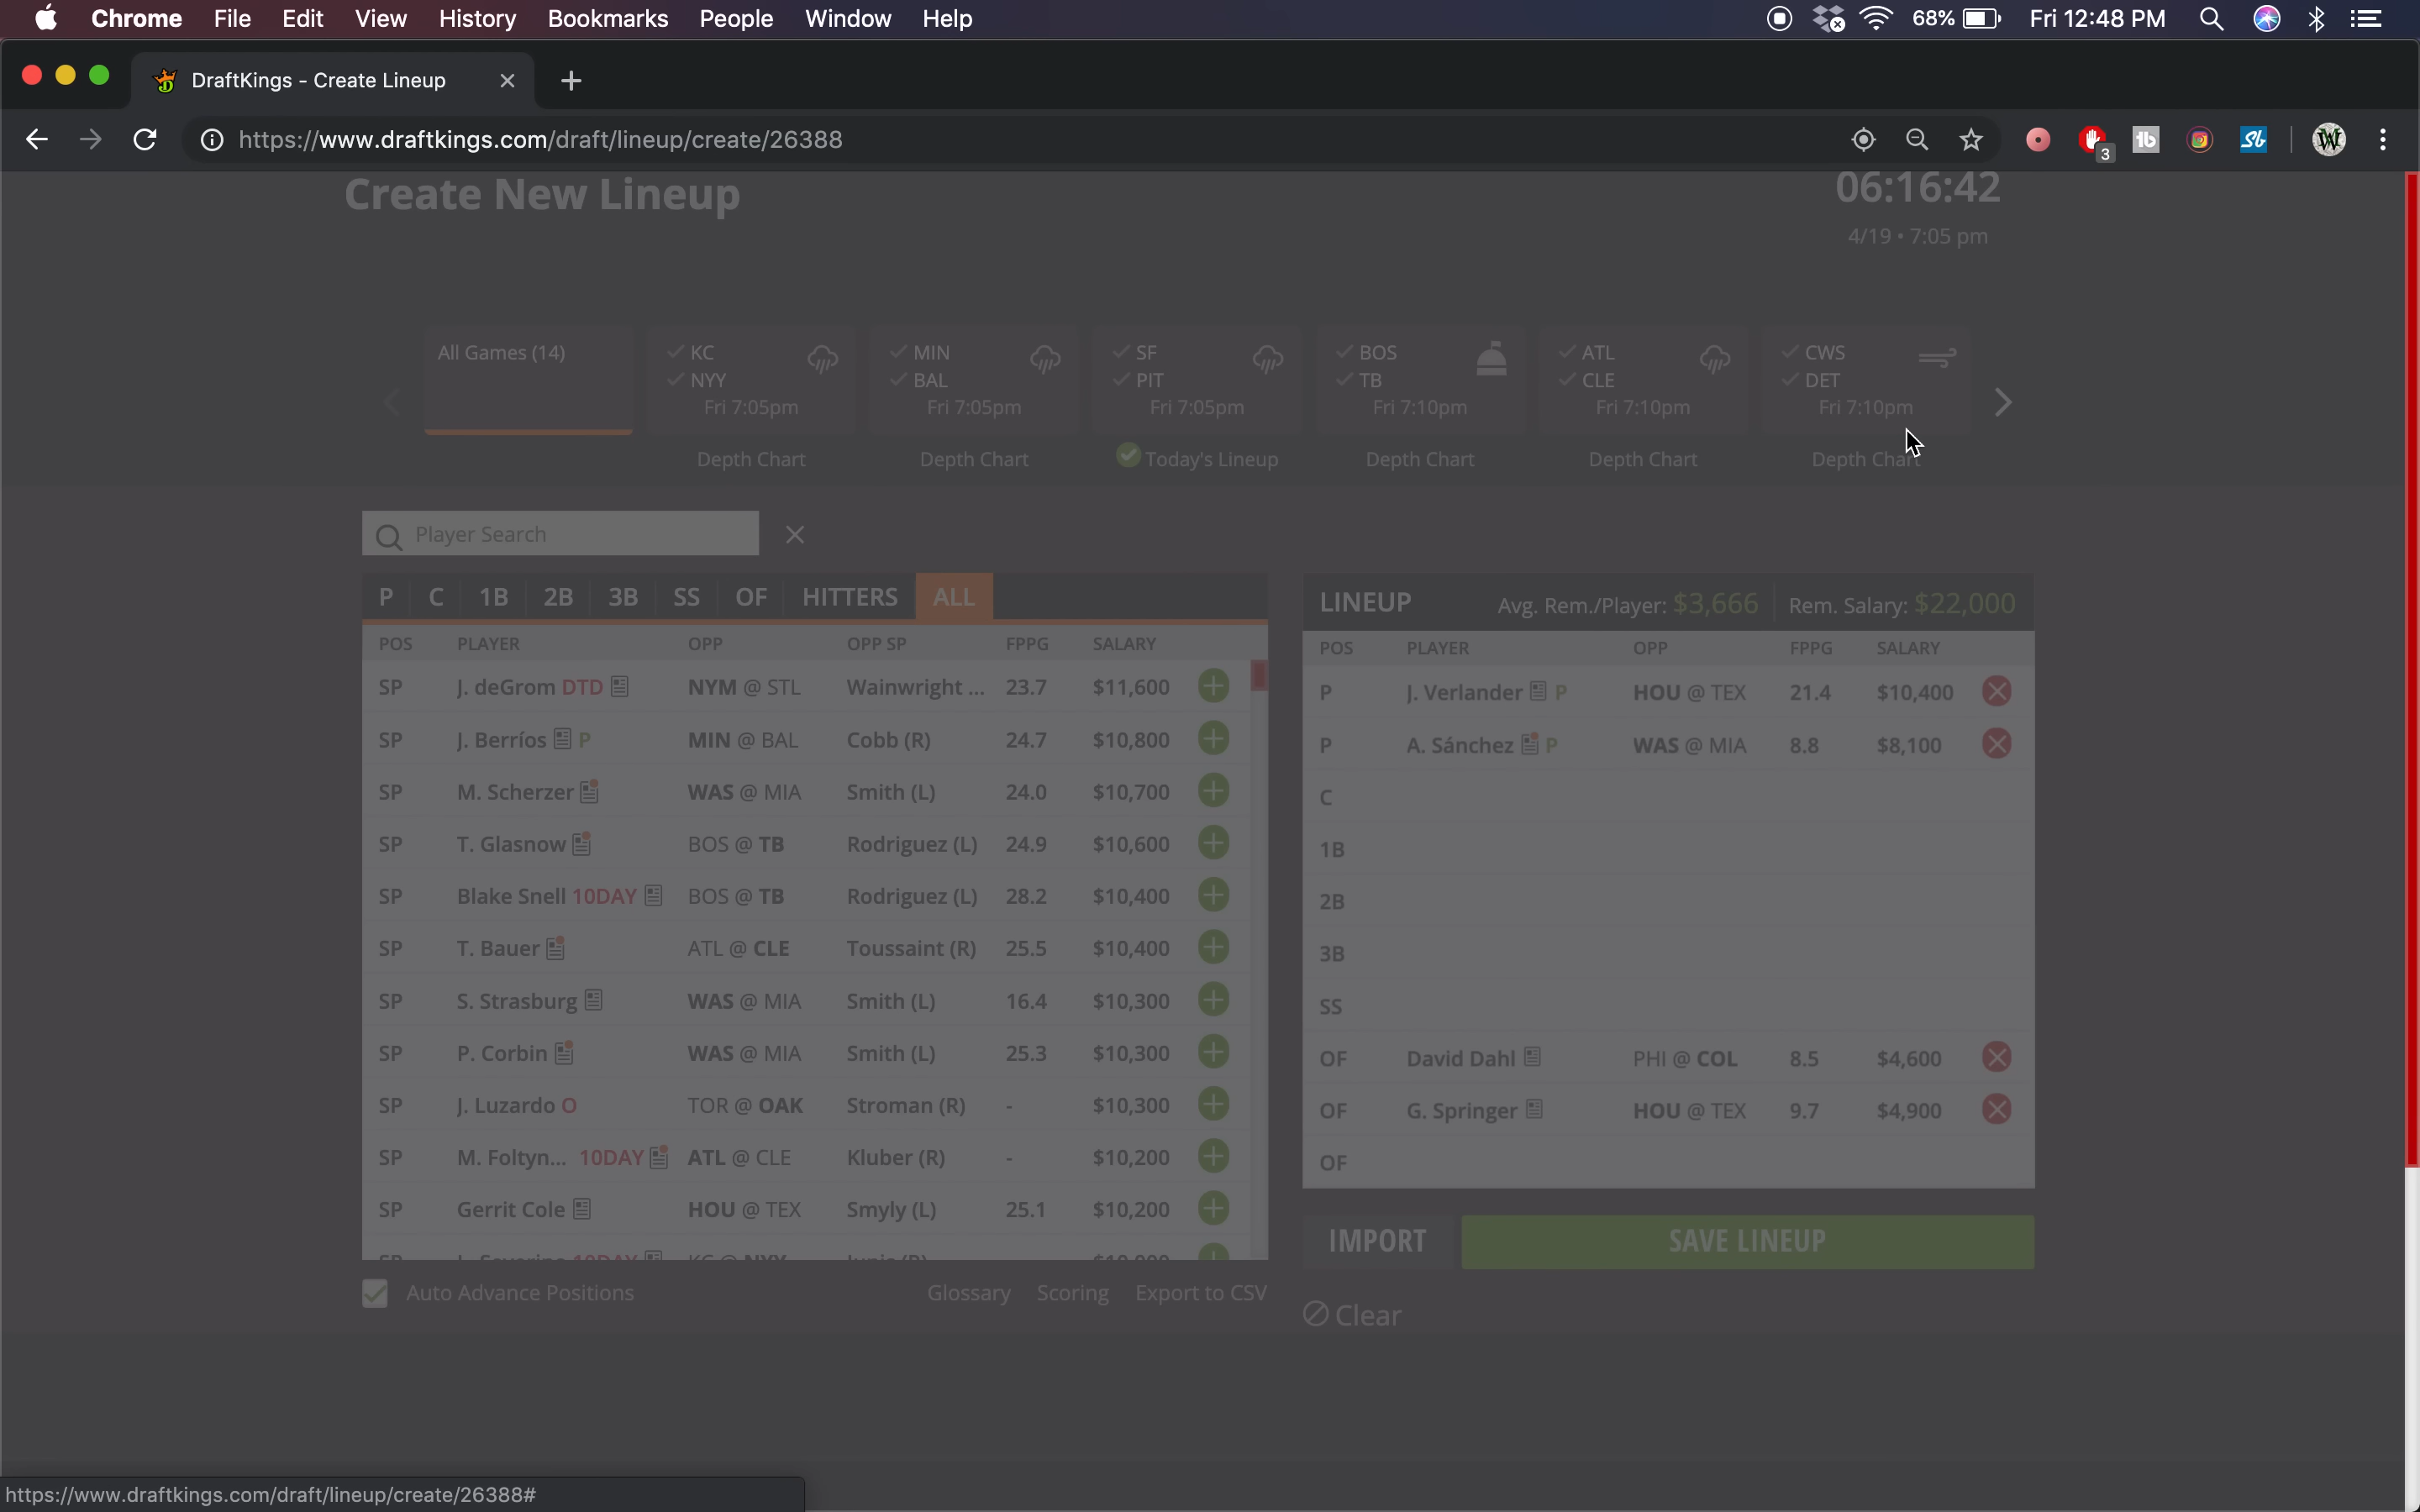 Chrome File Edit View History Bookmarks People Window Help 68% Fri 12:48 PM
DraftKings - Create Lineup
https://www.draftkings.com/draft/lineup/create/26388
3
tb
Sb
W
Create New Lineup
06:16:42
4/19 • 7:05 pm
All Games (14)
KC
NYY
Fri 7:05pm
Depth Chart
MIN
BAL
Fri 7:05pm
Depth Chart
SF
PIT
Fri 7:05pm
Today's Lineup
BOS
TB
Fri 7:10pm
Depth Chart
ATL
CLE
Fri 7:10pm
Depth Chart
CWS
DET
Fri 7:10pm
Depth Chart
Player Search
P C 1B 2B 3B SS OF HITTERS ALL
POS PLAYER OPP OPP SP FPPG SALARY
SP J. deGrom DTD NYM @ STL Wainwright ... 23.7 $11,600
SP J. Berríos P MIN @ BAL Cobb (R) 24.7 $10,800
SP M. Scherzer WAS @ MIA Smith (L) 24.0 $10,700
SP T. Glasnow BOS @ TB Rodriguez (L) 24.9 $10,600
SP Blake Snell 10DAY BOS @ TB Rodriguez (L) 28.2 $10,400
SP T. Bauer ATL @ CLE Toussaint (R) 25.5 $10,400
SP S. Strasburg WAS @ MIA Smith (L) 16.4 $10,300
SP P. Corbin WAS @ MIA Smith (L) 25.3 $10,300
SP J. Luzardo O TOR @ OAK Stroman (R) - $10,300
SP M. Foltyn... 10DAY ATL @ CLE Kluber (R) - $10,200
SP Gerrit Cole HOU @ TEX Smyly (L) 25.1 $10,200
Auto Advance Positions Glossary Scoring Export to CSV
LINEUP Avg. Rem./Player: $3,666 Rem. Salary: $22,000
POS PLAYER OPP FPPG SALARY
P J. Verlander P HOU @ TEX 21.4 $10,400
P A. Sánchez P WAS @ MIA 8.8 $8,100
C
1B
2B
3B
SS
OF David Dahl PHI @ COL 8.5 $4,600
OF G. Springer HOU @ TEX 9.7 $4,900
OF
IMPORT SAVE LINEUP
Clear
https://www.draftkings.com/draft/lineup/create/26388#